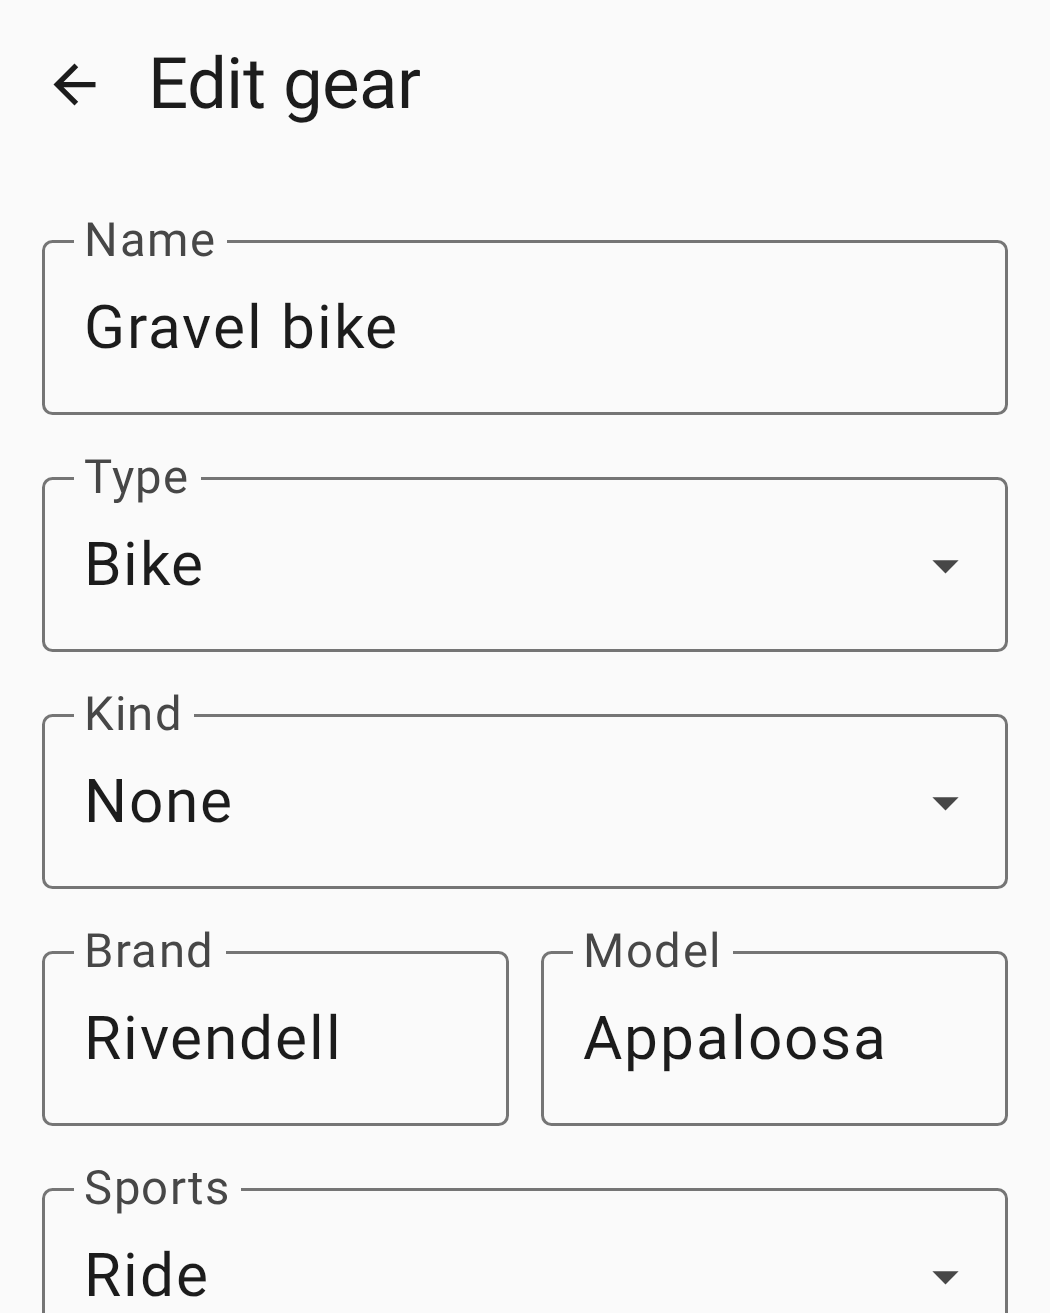 Edit gear
Name
Gravel bike
Type
Bike
Kind
None
Brand
Rivendell
Model
Appaloosa
Sports
Ride